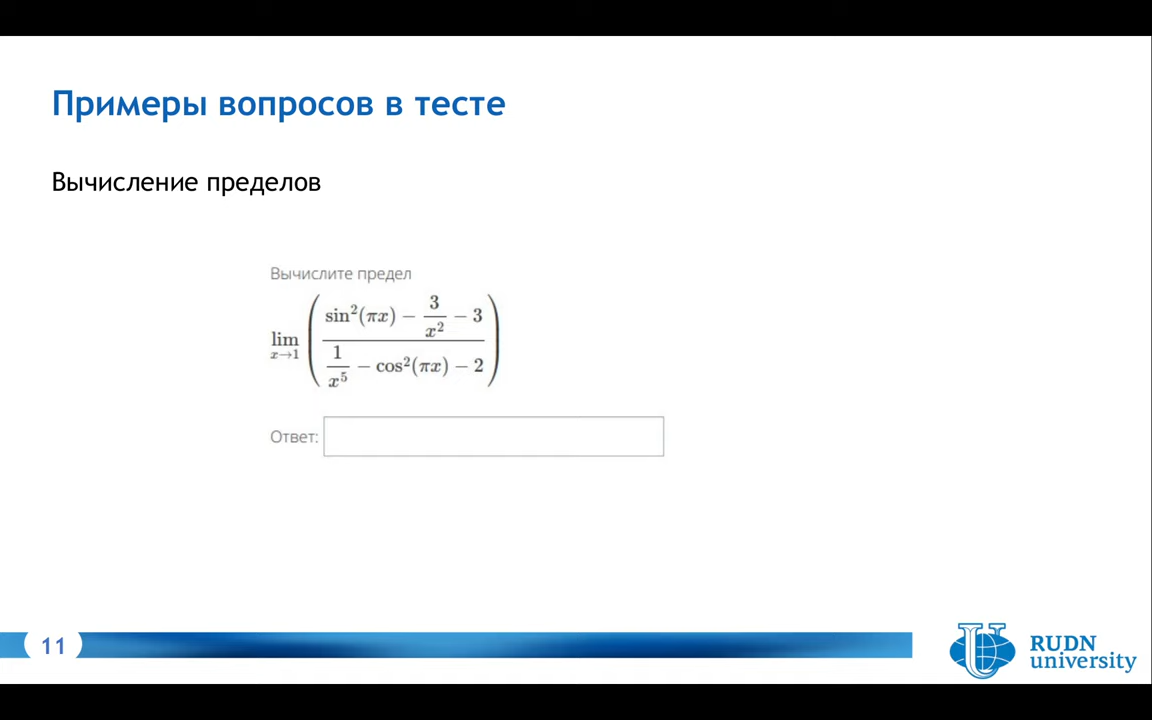 Примеры вопросов в тесте
Вычисление пределов
Вычислите предел
lim x→1 ( (sin²(πx) − 3/x² − 3) / (1/x⁵ − cos²(πx) − 2) )
Ответ:
11
RUDN
university